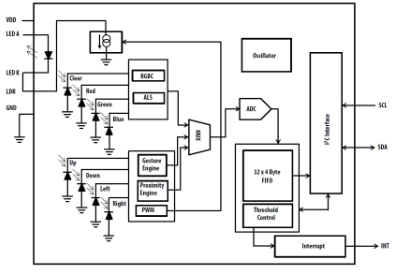 VDD
LED A
LED K
LDR
GND
Clear
Red
Green
Blue
RGBC
ALS
Up
Down
Left
Right
Gesture
Engine
Proximity
Engine
PWM
MUX
ADC
Oscillator
32 x 4 Byte
FIFO
Threshold
Control
I²C Interface
Interrupt
SCL
SDA
INT